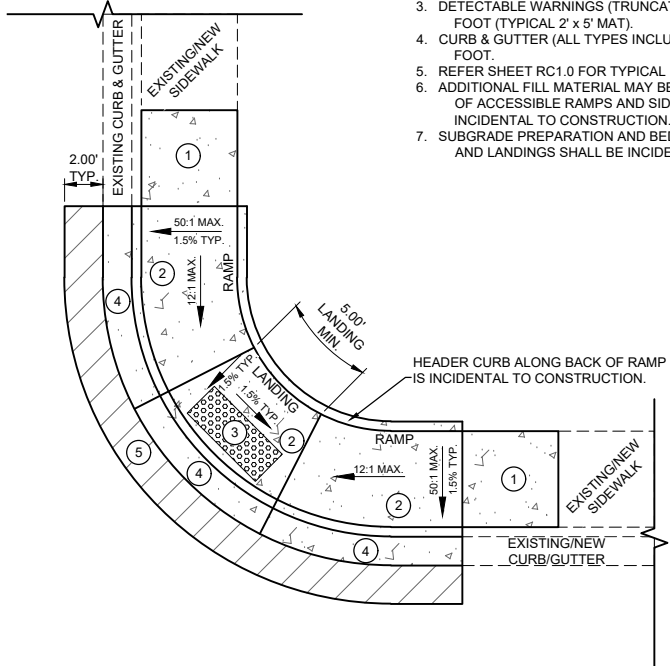 3. DETECTABLE WARNINGS (TRUNCAT
FOOT (TYPICAL 2' x 5' MAT).
4. CURB & GUTTER (ALL TYPES INCLU
FOOT.
5. REFER SHEET RC1.0 FOR TYPICAL
6. ADDITIONAL FILL MATERIAL MAY BE
OF ACCESSIBLE RAMPS AND SID
INCIDENTAL TO CONSTRUCTION.
7. SUBGRADE PREPARATION AND BED
AND LANDINGS SHALL BE INCIDE
EXISTING CURB & GUTTER
EXISTING/NEW
SIDEWALK
2.00'
TYP.
1
50:1 MAX.
1.5% TYP.
2
12:1 MAX.
RAMP
4
5.00'
LANDING
MIN.
HEADER CURB ALONG BACK OF RAMP
IS INCIDENTAL TO CONSTRUCTION.
1.5% TYP.
LANDING
1.5% TYP.
3
2
5
4
RAMP
12:1 MAX.
2
50:1 MAX.
1.5% TYP.
1
EXISTING/NEW
SIDEWALK
4
EXISTING/NEW
CURB/GUTTER